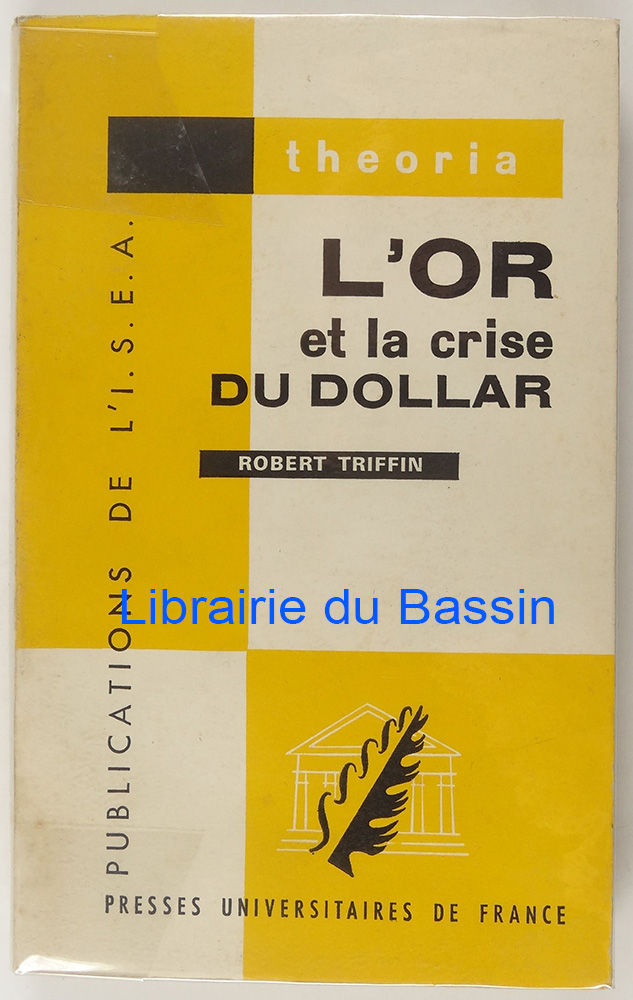 theoria
L'OR
et la crise
DU DOLLAR
ROBERT TRIFFIN
PUBLICATIONS DE L'I.S.E.A.
Librairie du Bassin
PRESSES UNIVERSITAIRES DE FRANCE